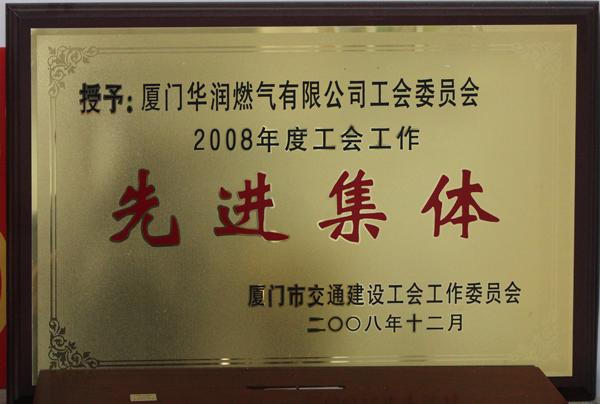 授予:厦门华润燃气有限公司工会委员会
2008年度工会工作
先进集体
厦门市交通建设工会工作委员会
二〇〇八年十二月